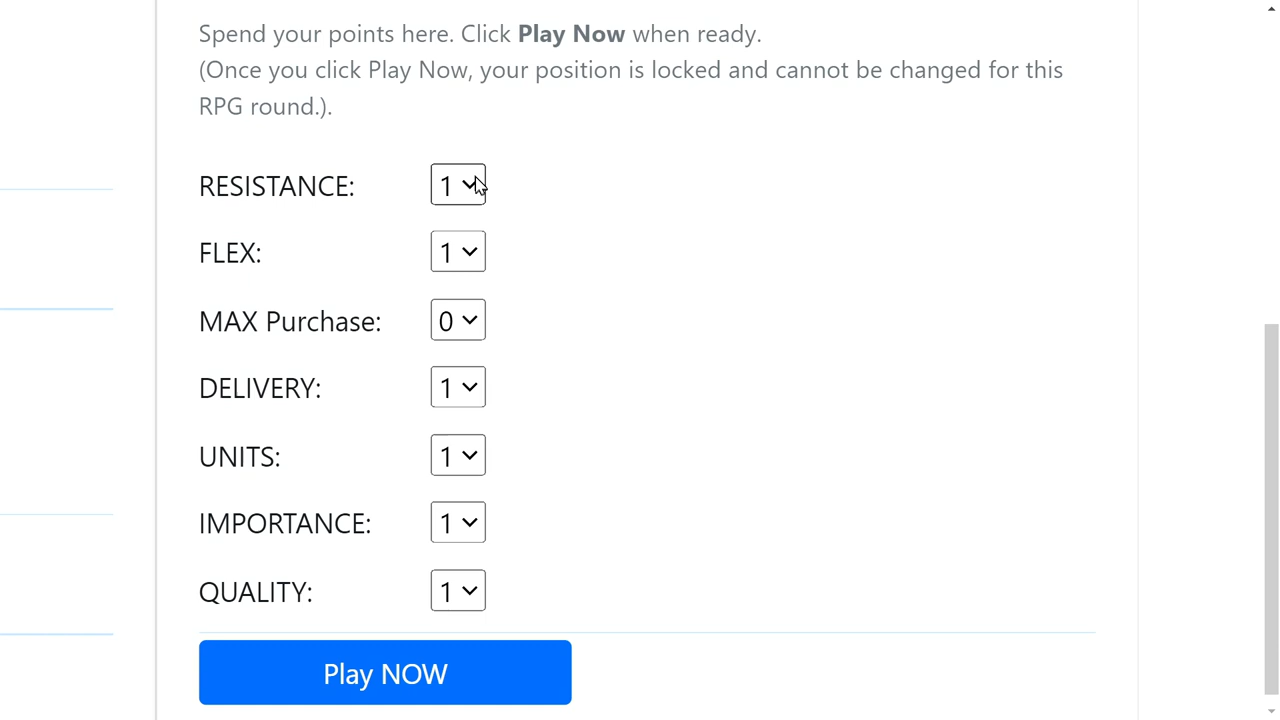 Spend your points here. Click Play Now when ready.
(Once you click Play Now, your position is locked and cannot be changed for this
RPG round.).
RESISTANCE: 1
FLEX: 1
MAX Purchase: 0
DELIVERY: 1
UNITS: 1
IMPORTANCE: 1
QUALITY: 1
Play NOW